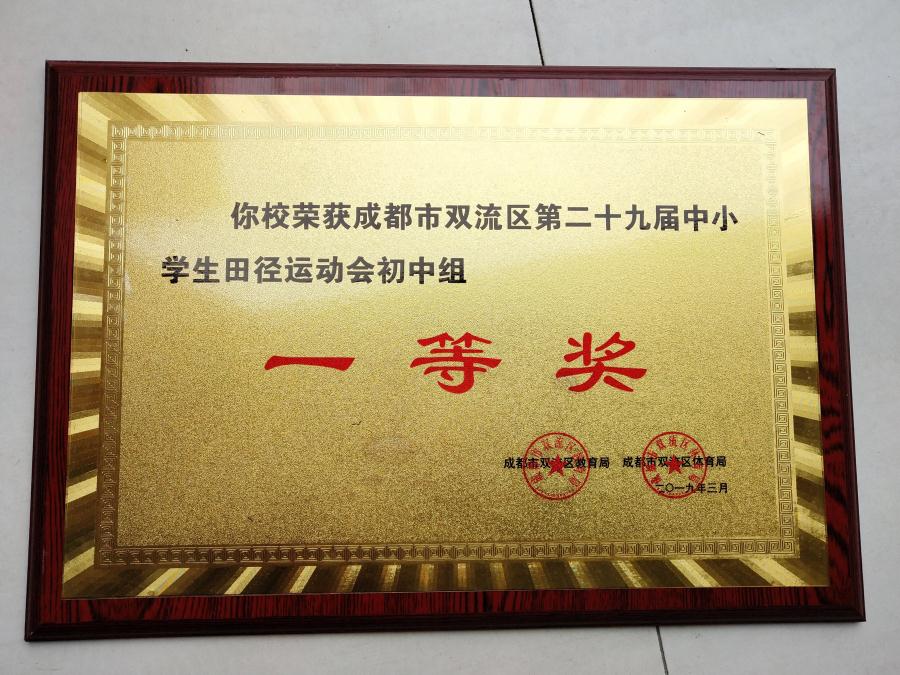 你校荣获成都市双流区第二十九届中小
学生田径运动会初中组
一等奖
成都市双流区教育局 成都市双流区体育局
二〇一九年三月